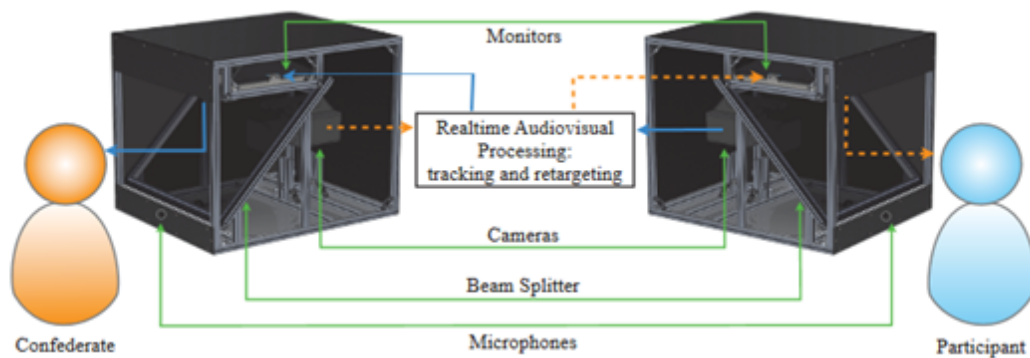 Monitors
Realtime Audiovisual
Processing:
tracking and retargeting
Cameras
Beam Splitter
Microphones
Confederate
Participant